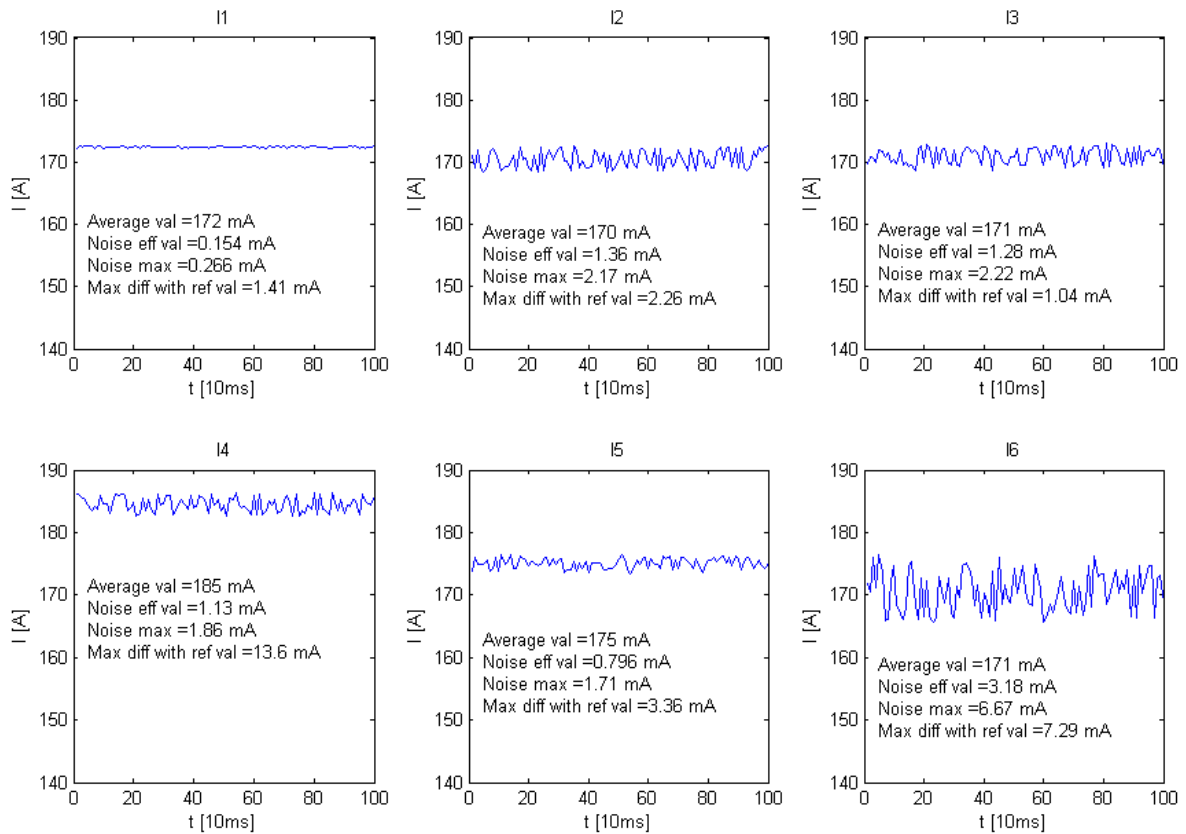 I1
190
180
170
160
150
140
I [A]
Average val =172 mA
Noise eff val =0.154 mA
Noise max =0.266 mA
Max diff with ref val =1.41 mA
0 20 40 60 80 100
t [10ms]
I2
190
180
170
160
150
140
I [A]
Average val =170 mA
Noise eff val =1.36 mA
Noise max =2.17 mA
Max diff with ref val =2.26 mA
0 20 40 60 80 100
t [10ms]
I3
190
180
170
160
150
140
I [A]
Average val =171 mA
Noise eff val =1.28 mA
Noise max =2.22 mA
Max diff with ref val =1.04 mA
0 20 40 60 80 100
t [10ms]
I4
190
180
170
160
150
140
I [A]
Average val =185 mA
Noise eff val =1.13 mA
Noise max =1.86 mA
Max diff with ref val =13.6 mA
0 20 40 60 80 100
t [10ms]
I5
190
180
170
160
150
140
I [A]
Average val =175 mA
Noise eff val =0.796 mA
Noise max =1.71 mA
Max diff with ref val =3.36 mA
0 20 40 60 80 100
t [10ms]
I6
190
180
170
160
150
140
I [A]
Average val =171 mA
Noise eff val =3.18 mA
Noise max =6.67 mA
Max diff with ref val =7.29 mA
0 20 40 60 80 100
t [10ms]